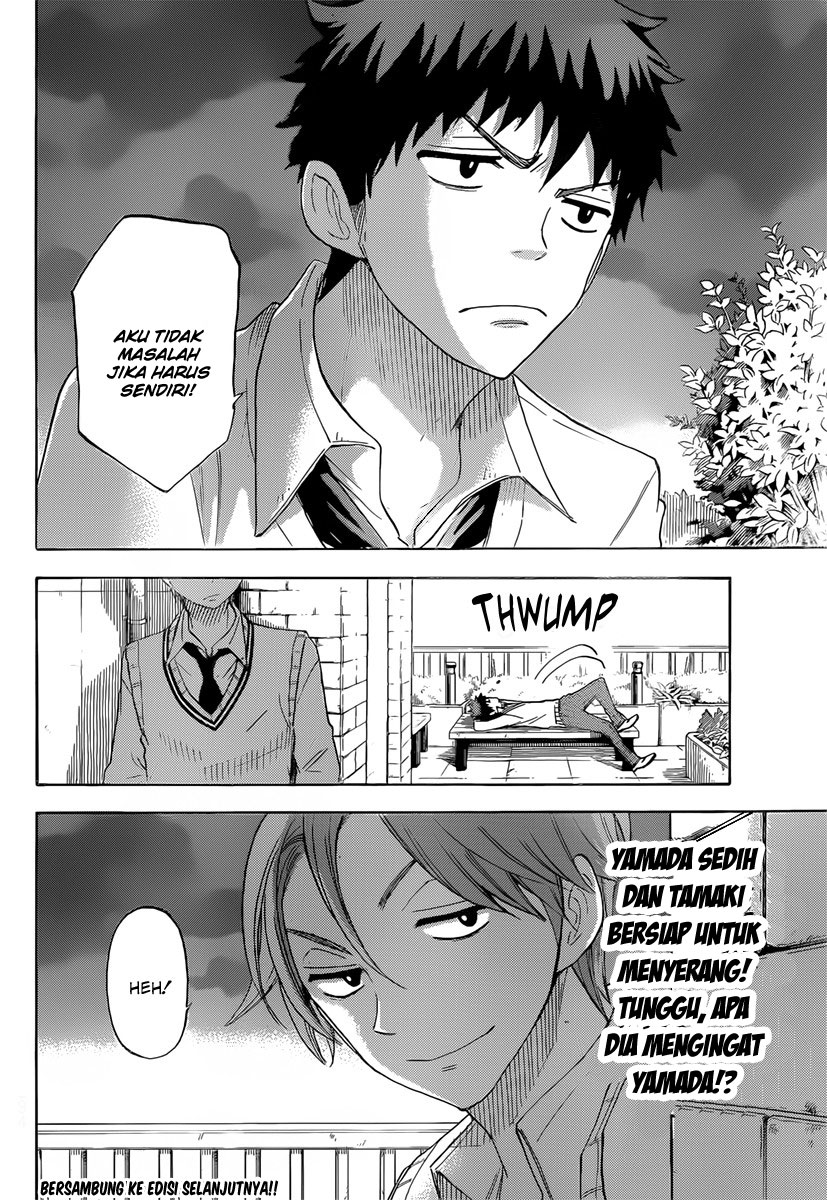 AKU TIDAK
MASALAH
JIKA HARUS
SENDIRI!
THWUMP
YAMADA SEDIH
DAN TAMAKI
BERSIAP UNTUK
MENYERANG!
TUNGGU, APA
DIA MENGINGAT
YAMADA!?
HEH!
BERSAMBUNG KE EDISI SELANJUTNYA!!